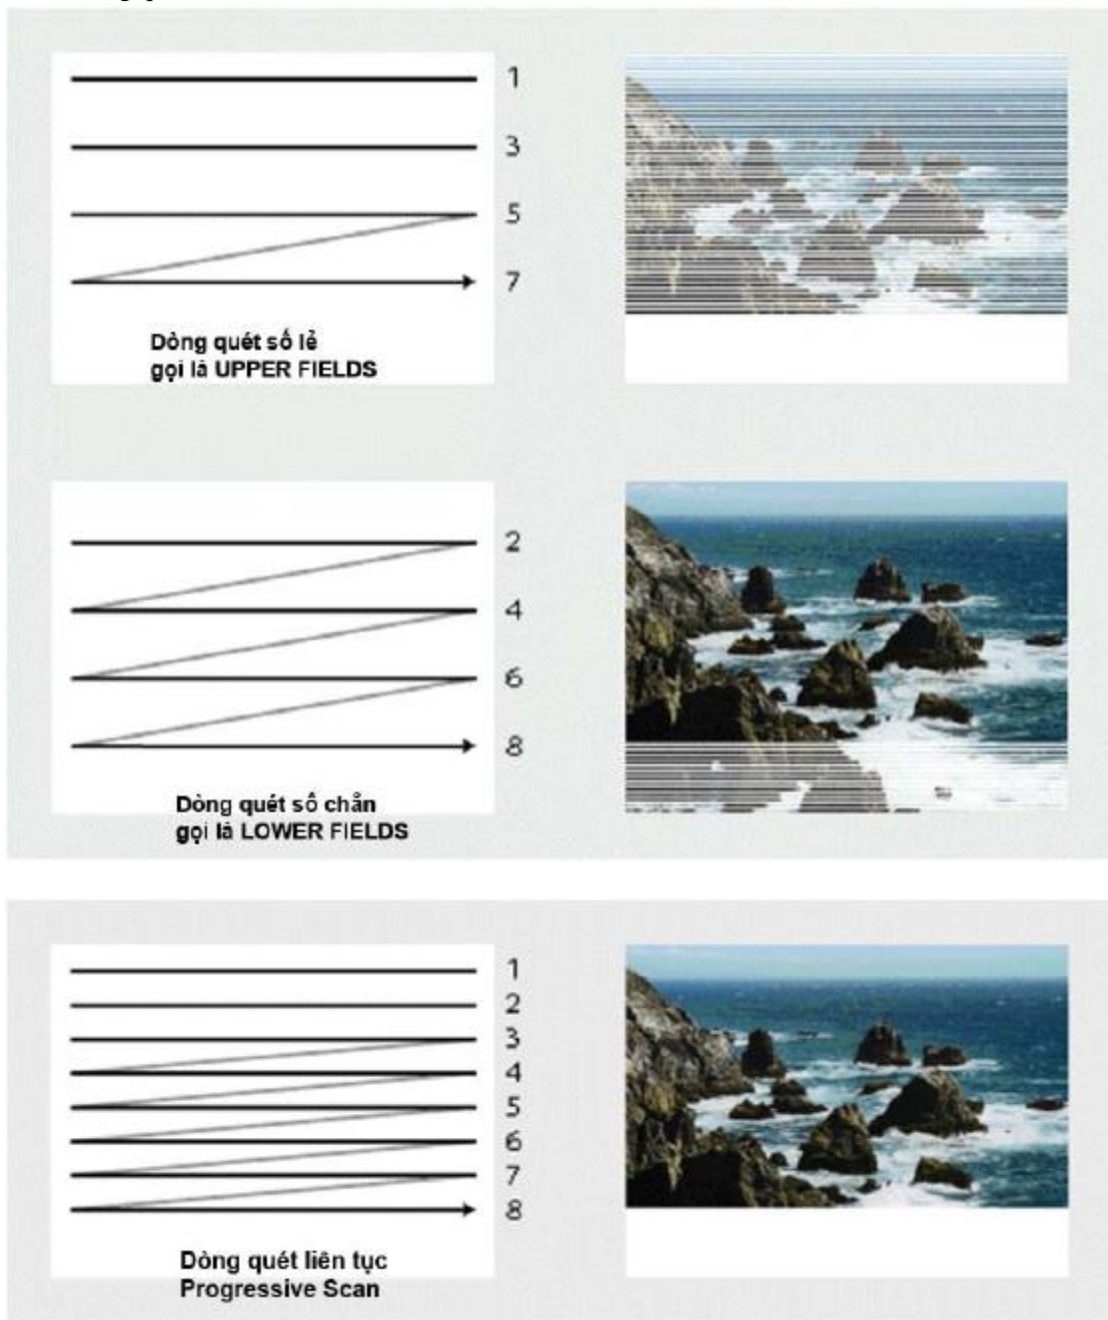 1
3
5
7
Dòng quét số lẻ
gọi là UPPER FIELDS
2
4
6
8
Dòng quét số chẵn
gọi là LOWER FIELDS
1
2
3
4
5
6
7
8
Dòng quét liên tục
Progressive Scan